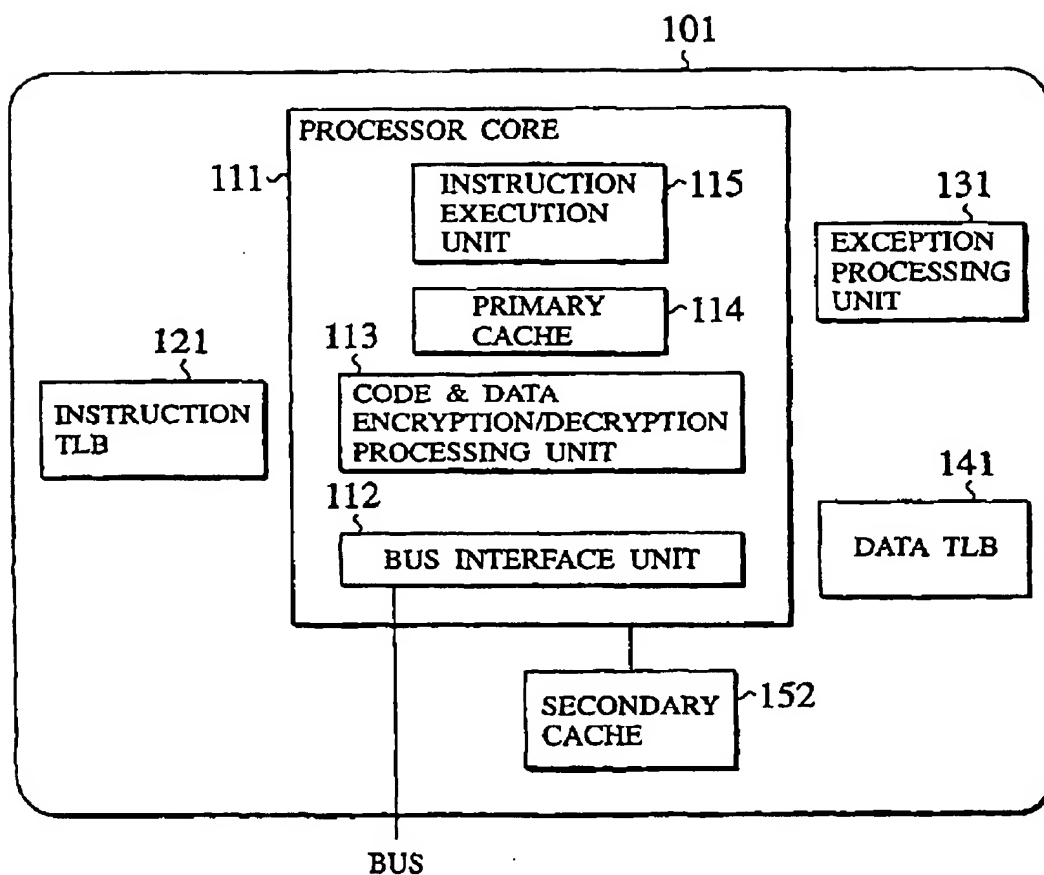 101
PROCESSOR CORE
111
INSTRUCTION
EXECUTION
UNIT
115
131
EXCEPTION
PROCESSING
UNIT
PRIMARY
CACHE
114
121
INSTRUCTION
TLB
113
CODE & DATA
ENCRYPTION/DECRYPTION
PROCESSING UNIT
141
DATA TLB
112
BUS INTERFACE UNIT
SECONDARY
CACHE
152
BUS